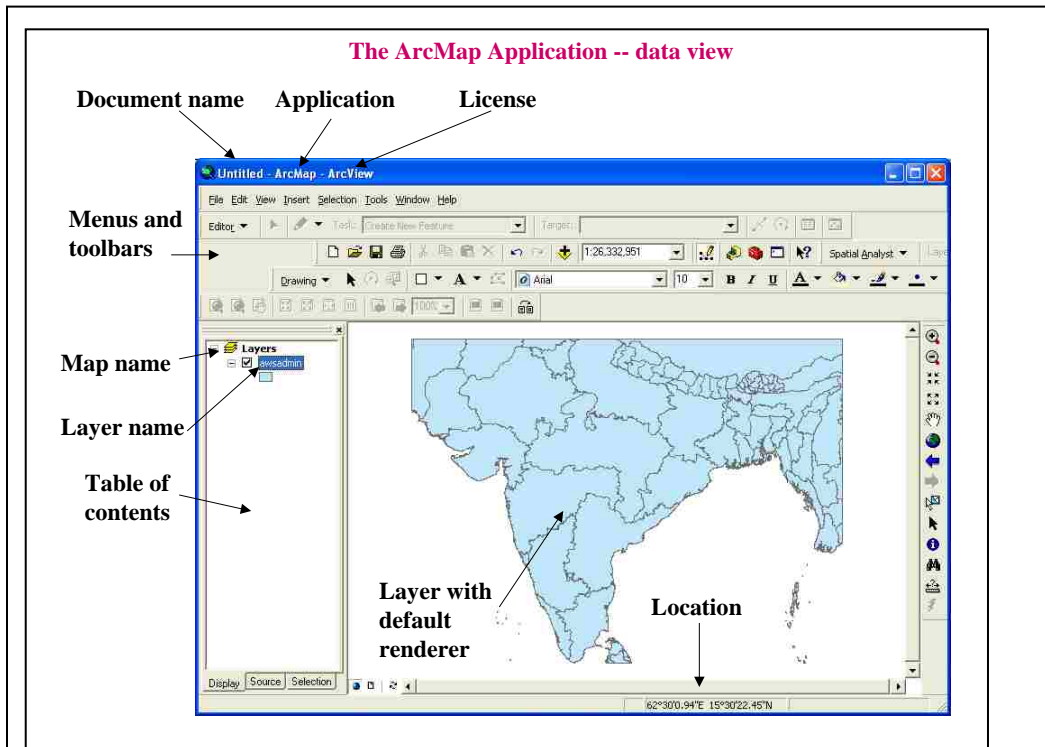 The ArcMap Application -- data view
Document name Application License
Untitled - ArcMap - ArcView
File Edit View Insert Selection Tools Window Help
Menus and
toolbars
Editor Task: Create New Feature Target:
1:26,332,951 Spatial Analyst Laye
Drawing A Arial 10 B I U A
100%
Map name
Layers
awsadmin
Layer name
Table of
contents
Layer with
default
renderer
Location
Display Source Selection
62°30'0.94"E 15°30'22.45"N